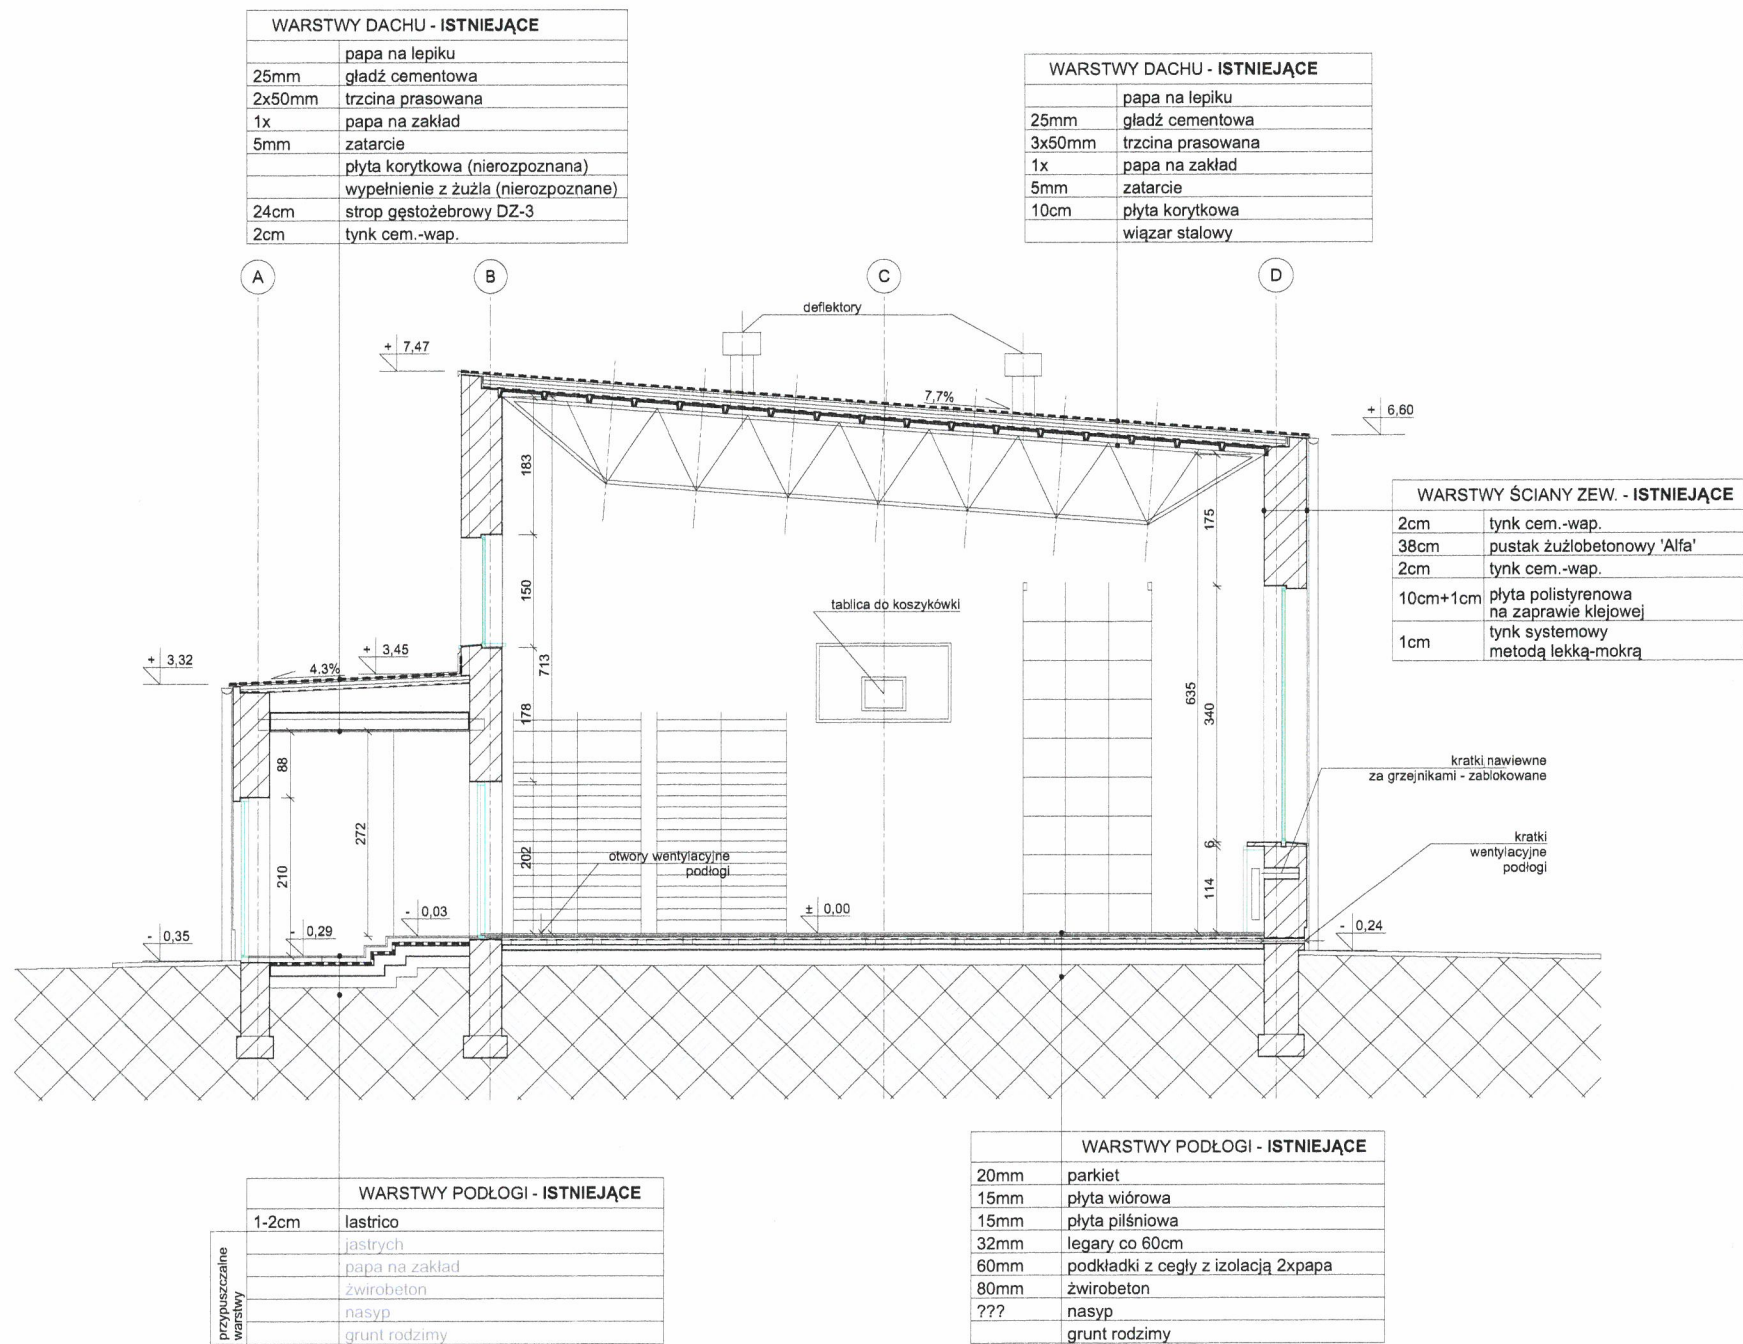 WARSTWY DACHU - ISTNIEJĄCE
papa na lepiku
25mm gładź cementowa
2x50mm trzcina prasowana
1x papa na zakład
5mm zatarcie
płyta korytkowa (nierozpoznana)
wypełnienie z żużla (nierozpoznane)
24cm strop gęstożebrowy DZ-3
2cm tynk cem.-wap.
WARSTWY DACHU - ISTNIEJĄCE
papa na lepiku
25mm gładź cementowa
3x50mm trzcina prasowana
1x papa na zakład
5mm zatarcie
10cm płyta korytkowa
wiązar stalowy
A
B
C
D
deflektory
+ 7,47
7,7%
+ 6,60
183
175
WARSTWY ŚCIANY ZEW. - ISTNIEJĄCE
2cm tynk cem.-wap.
38cm pustak żużlobetonowy 'Alfa'
2cm tynk cem.-wap.
10cm+1cm płyta polistyrenowa
na zaprawie klejowej
1cm tynk systemowy
metodą lekką-mokrą
150
tablica do koszykówki
+ 3,32
4.3%
+ 3,45
713
178
635
340
88
272
210
202
otwory wentylacyjne
podłogi
kratki nawiewne
za grzejnikami - zablokowane
kratki
wentylacyjne
podłogi
6
114
- 0,35
- 0,29
- 0,03
± 0,00
- 0,24
WARSTWY PODŁOGI - ISTNIEJĄCE
1-2cm lastrico
przypuszczalne
warstwy
jastrych
papa na zakład
żwirobeton
nasyp
grunt rodzimy
WARSTWY PODŁOGI - ISTNIEJĄCE
20mm parkiet
15mm płyta wiórowa
15mm płyta pilśniowa
32mm legary co 60cm
60mm podkładki z cegły z izolacją 2xpapa
80mm żwirobeton
??? nasyp
grunt rodzimy